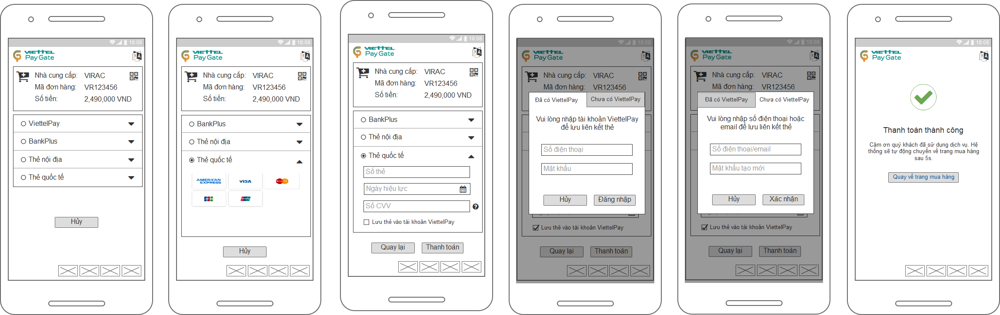 18:08
VIETTEL
Pay Gate
Nhà cung cấp: VIRAC
Mã đơn hàng: VR123456
Số tiền: 2,490,000 VND
ViettelPay
BankPlus
Thẻ nội địa
Thẻ quốc tế
Hủy
18:08
VIETTEL
Pay Gate
Nhà cung cấp: VIRAC
Mã đơn hàng: VR123456
Số tiền: 2,490,000 VND
BankPlus
Thẻ nội địa
Thẻ quốc tế
AMERICAN
EXPRESS
VISA
MasterCard
JCB
UnionPay
Hủy
18:08
VIETTEL
Pay Gate
Nhà cung cấp: VIRAC
Mã đơn hàng: VR123456
Số tiền: 2,490,000 VND
BankPlus
Thẻ nội địa
Thẻ quốc tế
Số thẻ
Ngày hiệu lực
Số CVV
Lưu thẻ vào tài khoản ViettelPay
Quay lại Thanh toán
18:08
VIETTEL
Pay Gate
Nhà cung cấp: VIRAC
Mã đơn hàng: VR123456
Đã có ViettelPay Chưa có ViettelPay
Vui lòng nhập tài khoản ViettelPay
để lưu liên kết thẻ
Số điện thoại
Mật khẩu
Hủy Đăng nhập
Lưu thẻ vào tài khoản ViettelPay
Quay lại Thanh toán
18:08
VIETTEL
Pay Gate
Nhà cung cấp: VIRAC
Mã đơn hàng: VR123456
Đã có ViettelPay Chưa có ViettelPay
Vui lòng nhập số điện thoại hoặc
email để lưu liên kết thẻ
Số điện thoại/email
Mật khẩu tạo mới
Hủy Xác nhận
Lưu thẻ vào tài khoản ViettelPay
Quay lại Thanh toán
18:08
VIETTEL
Pay Gate
Thanh toán thành công
Cảm ơn quý khách đã sử dụng dịch vụ. Hệ
thống sẽ tự động chuyển về trang mua hàng
sau 5s.
Quay về trang mua hàng